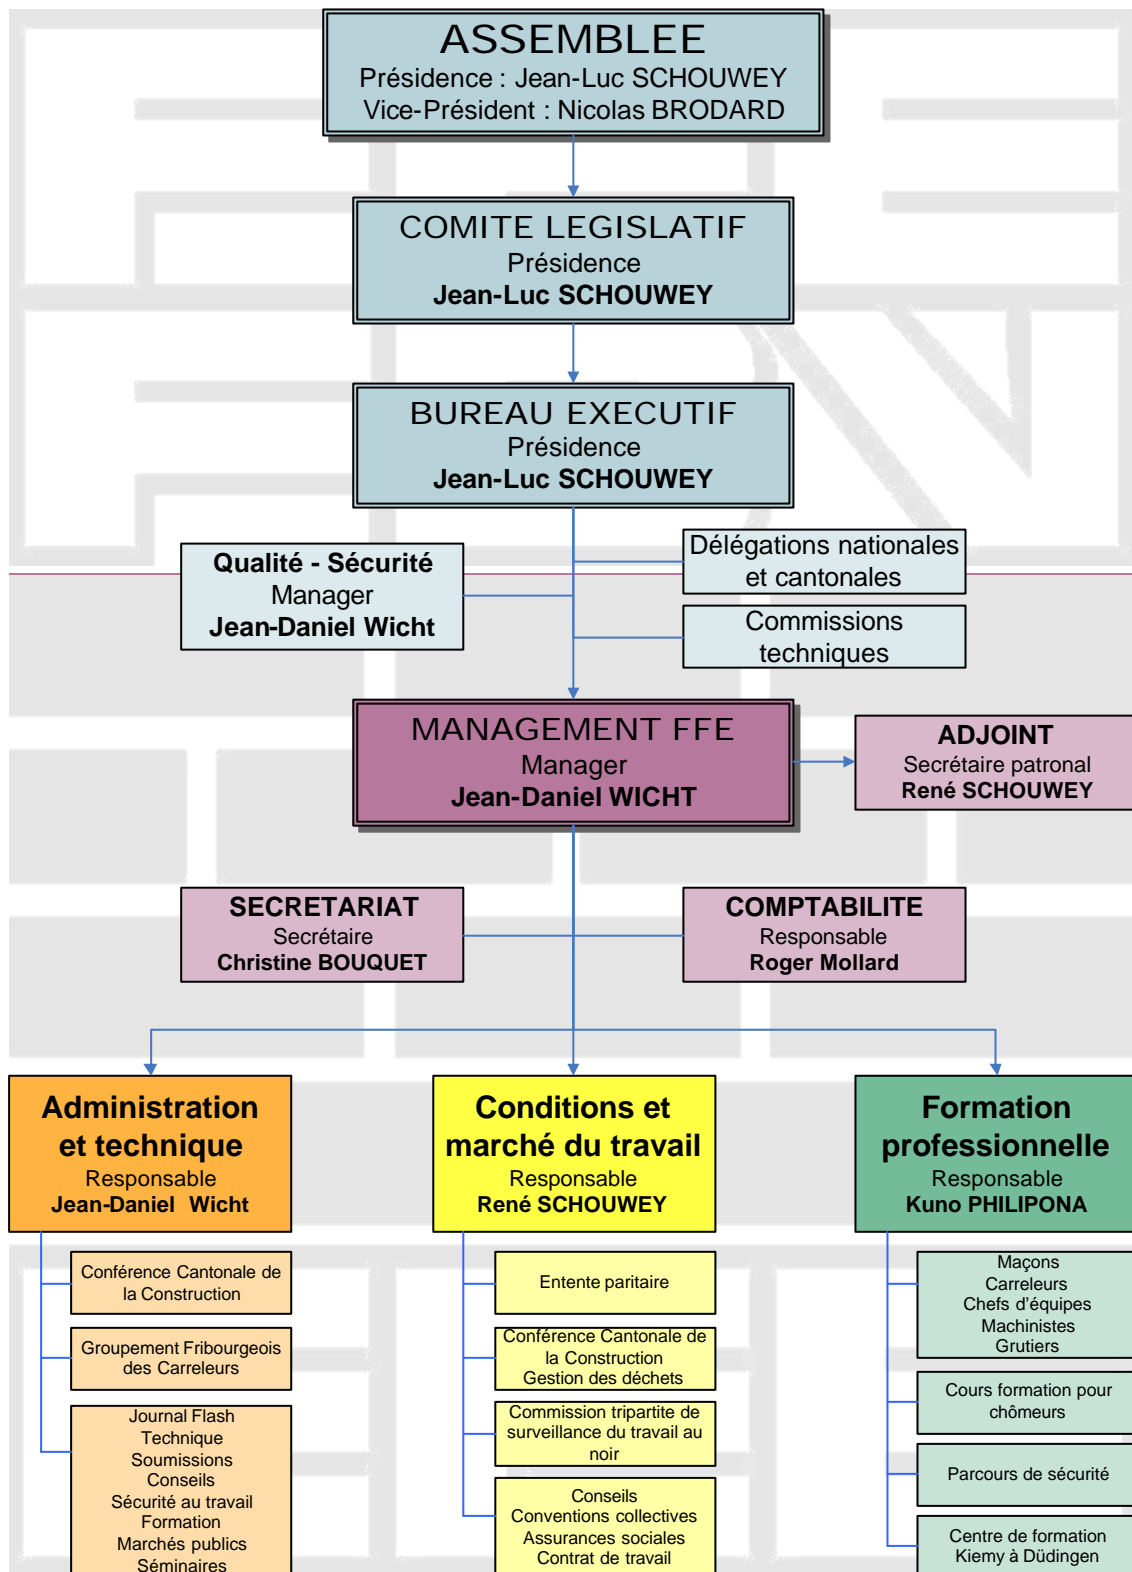 ASSEMBLEE
Présidence : Jean-Luc SCHOUWEY
Vice-Président : Nicolas BRODARD
COMITE LEGISLATIF
Présidence
Jean-Luc SCHOUWEY
BUREAU EXECUTIF
Présidence
Jean-Luc SCHOUWEY
Qualité - Sécurité
Manager
Jean-Daniel Wicht
Délégations nationales
et cantonales
Commissions
techniques
MANAGEMENT FFE
Manager
Jean-Daniel WICHT
ADJOINT
Secrétaire patronal
René SCHOUWEY
SECRETARIAT
Secrétaire
Christine BOUQUET
COMPTABILITE
Responsable
Roger Mollard
Administration
et technique
Responsable
Jean-Daniel Wicht
Conférence Cantonale de
la Construction
Groupement Fribourgeois
des Carreleurs
Journal Flash
Technique
Soumissions
Conseils
Sécurité au travail
Formation
Marchés publics
Séminaires
Conditions et
marché du travail
Responsable
René SCHOUWEY
Entente paritaire
Conférence Cantonale de
la Construction
Gestion des déchets
Commission tripartite de
surveillance du travail au
noir
Conseils
Conventions collectives
Assurances sociales
Contrat de travail
Formation
professionnelle
Responsable
Kuno PHILIPONA
Maçons
Carreleurs
Chefs d'équipes
Machinistes
Grutiers
Cours formation pour
chômeurs
Parcours de sécurité
Centre de formation
Kiemy à Düdingen